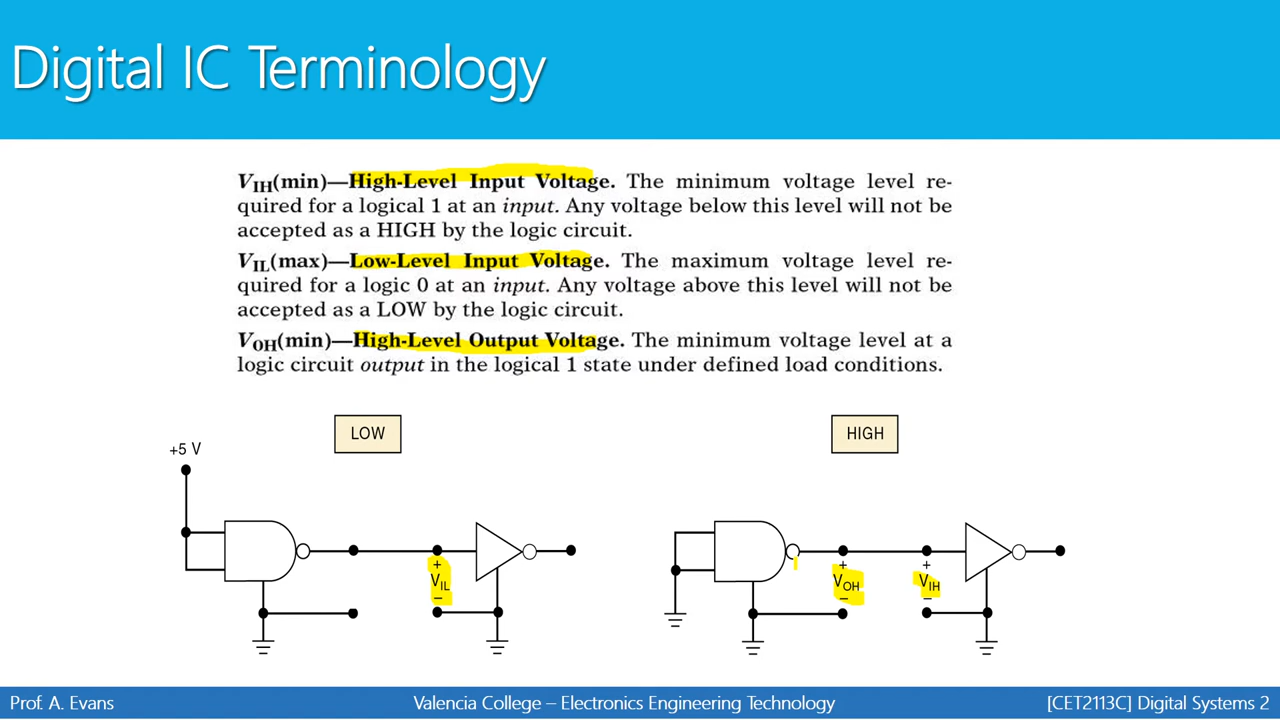 Digital IC Terminology
VIH(min)—High-Level Input Voltage. The minimum voltage level re-
quired for a logical 1 at an input. Any voltage below this level will not be
accepted as a HIGH by the logic circuit.
VIL(max)—Low-Level Input Voltage. The maximum voltage level re-
quired for a logic 0 at an input. Any voltage above this level will not be
accepted as a LOW by the logic circuit.
VOH(min)—High-Level Output Voltage. The minimum voltage level at a
logic circuit output in the logical 1 state under defined load conditions.
LOW
HIGH
+5 V
+
VIL
–
+
VOH
–
+
VIH
–
Prof. A. Evans
Valencia College – Electronics Engineering Technology
[CET2113C] Digital Systems 2